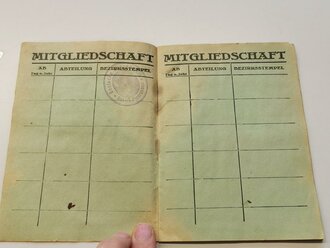 MITGLIEDSCHAFT
AB ABTEILUNG BEZIRKSSTEMPEL
Tag u. Jahr
MITGLIEDSCHAFT
AB ABTEILUNG BEZIRKSSTEMPEL
Tag u. Jahr